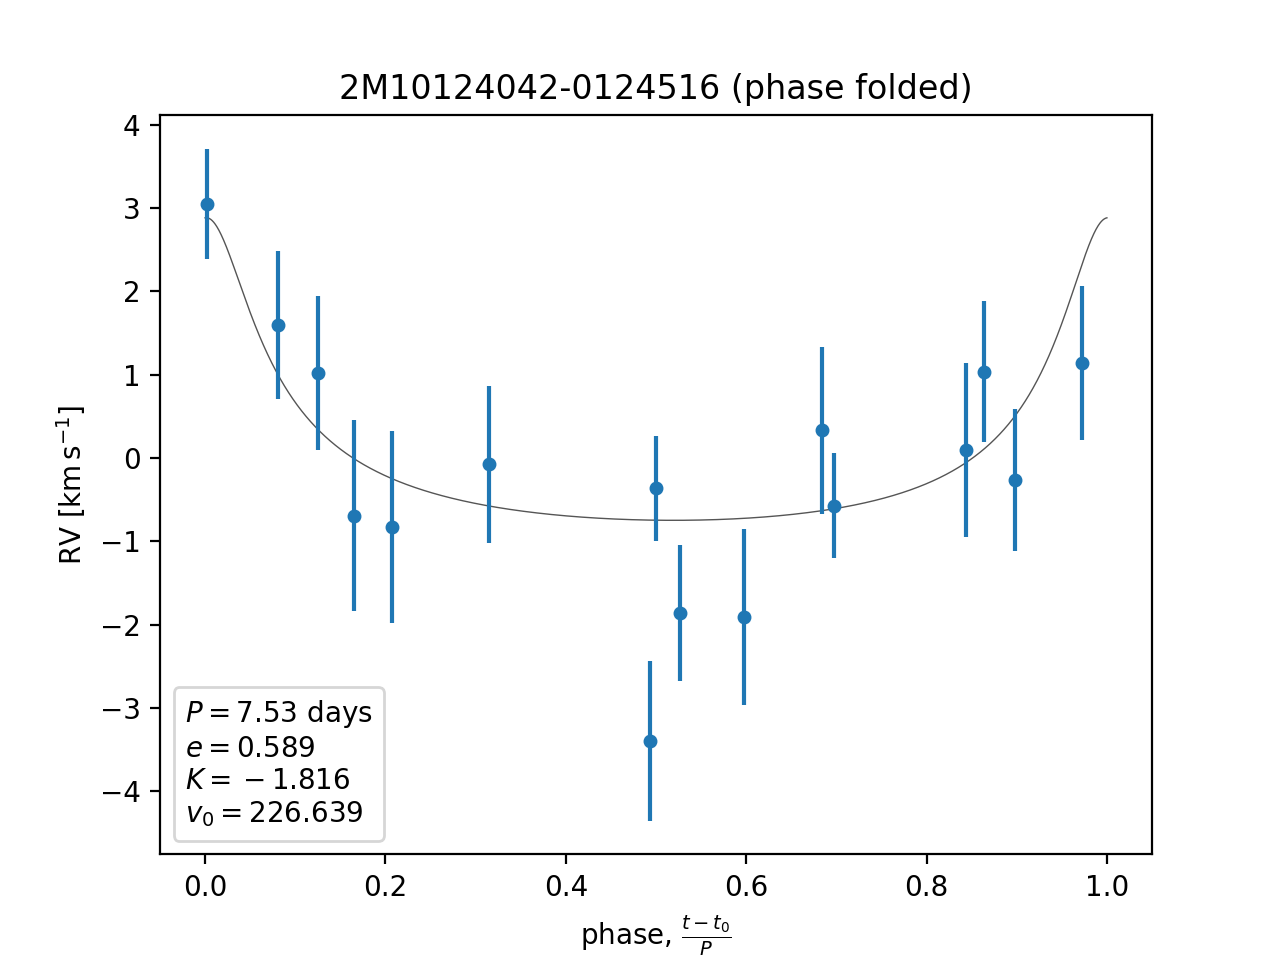 2M10124042-0124516 (phase folded)
4
3
2
1
0
−1
−2
−3
−4
RV [km s⁻¹]
P = 7.53 days
e = 0.589
K = −1.816
v₀ = 226.639
0.0 0.2 0.4 0.6 0.8 1.0
phase, (t − t₀)/P